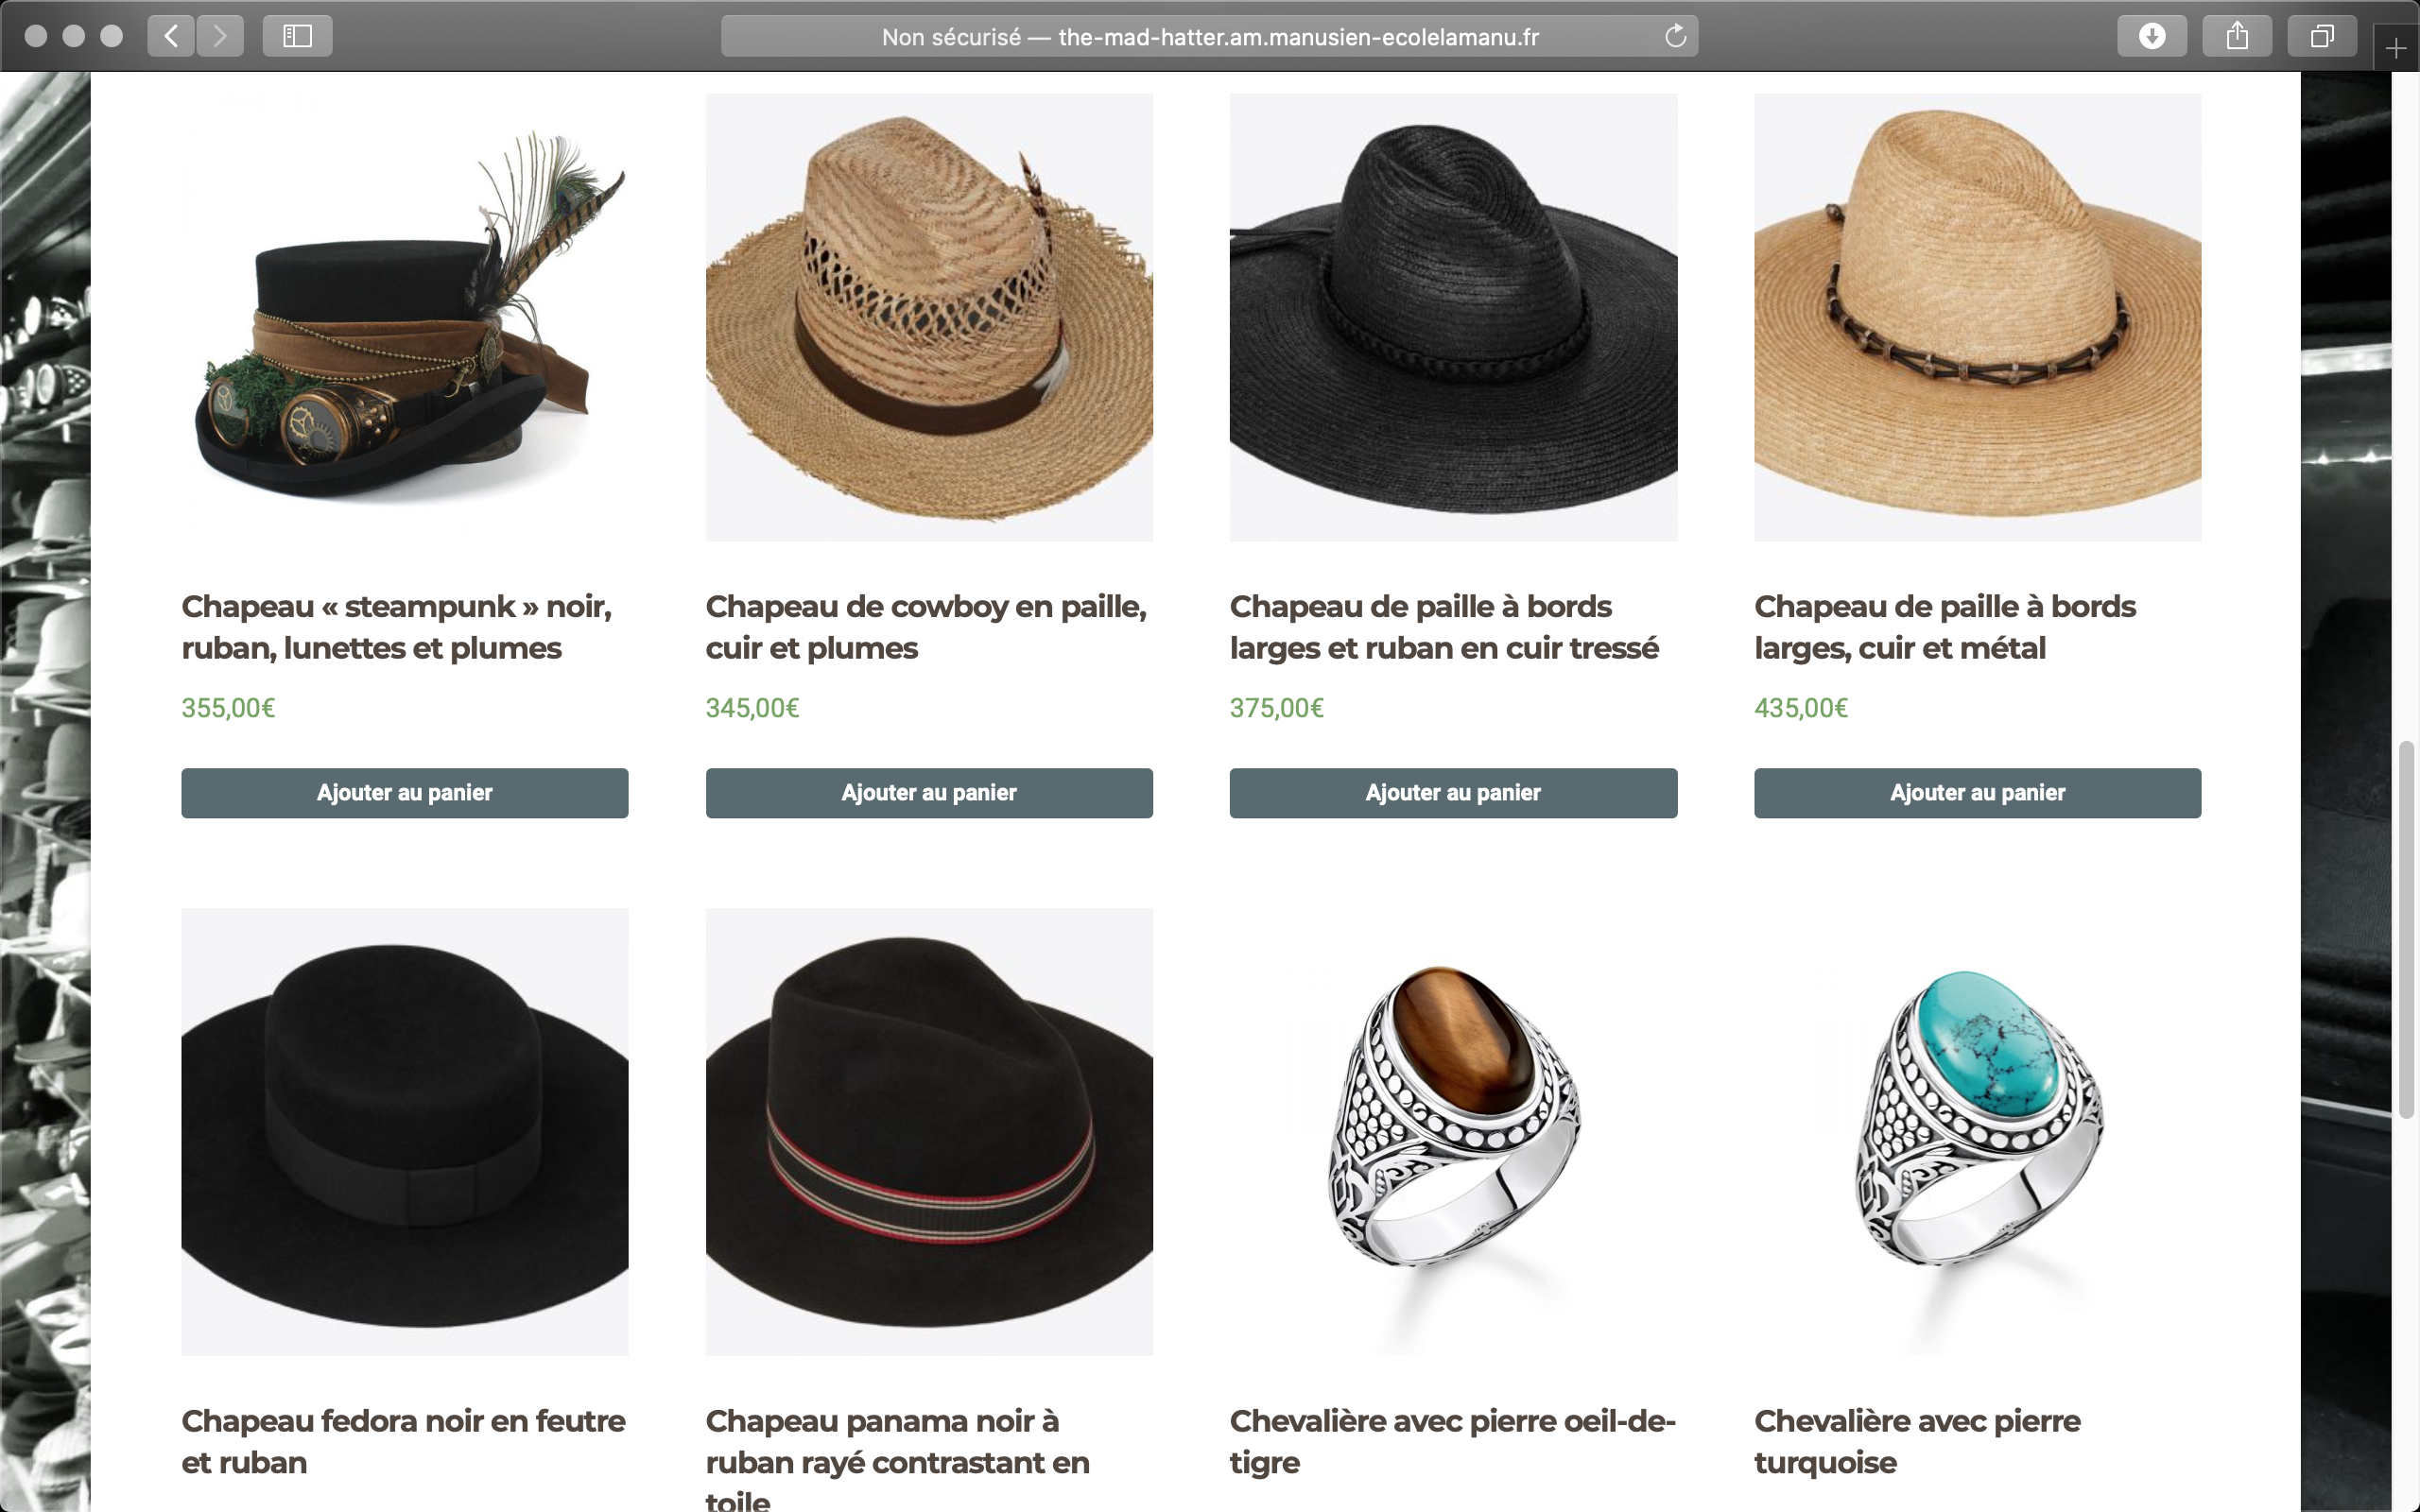 Non sécurisé — the-mad-hatter.am.manusien-ecolelamanu.fr
Chapeau « steampunk » noir,
ruban, lunettes et plumes
355,00€
Ajouter au panier
Chapeau de cowboy en paille,
cuir et plumes
345,00€
Ajouter au panier
Chapeau de paille à bords
larges et ruban en cuir tressé
375,00€
Ajouter au panier
Chapeau de paille à bords
larges, cuir et métal
435,00€
Ajouter au panier
Chapeau fedora noir en feutre
et ruban
Chapeau panama noir à
ruban rayé contrastant en
toile
Chevalière avec pierre oeil-de-
tigre
Chevalière avec pierre
turquoise